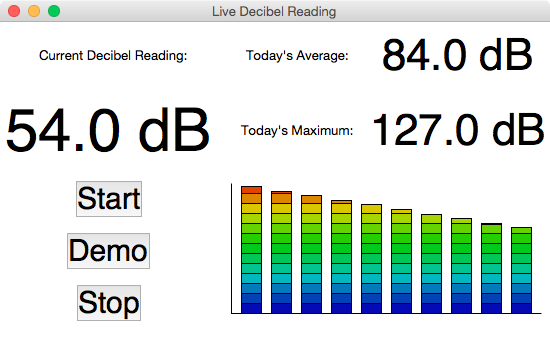 Live Decibel Reading
Current Decibel Reading:
54.0 dB
Today's Average:
84.0 dB
Today's Maximum:
127.0 dB
Start
Demo
Stop